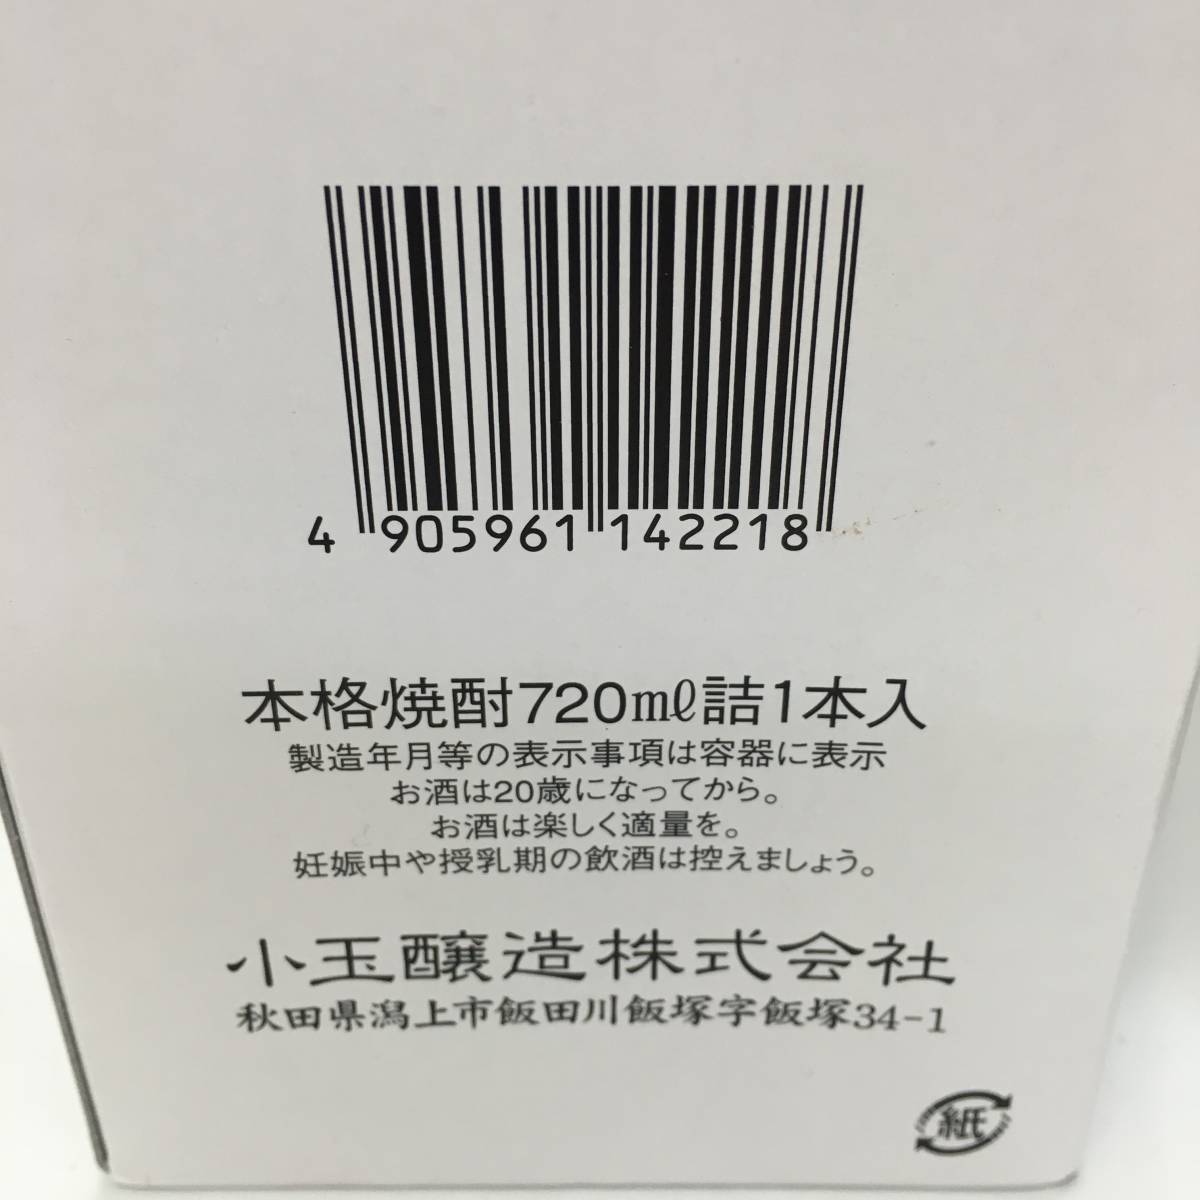 4 905961 142218
本格焼酎720mℓ詰1本入
製造年月等の表示事項は容器に表示
お酒は20歳になってから。
お酒は楽しく適量を。
妊娠中や授乳期の飲酒は控えましょう。
小玉醸造株式会社
秋田県潟上市飯田川飯塚字飯塚34-1
紙